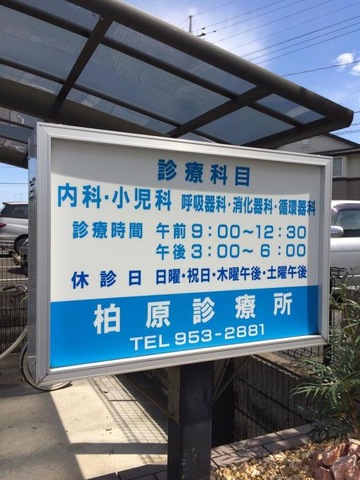 診療科目
内科・小児科 呼吸器科・消化器科・循環器科
診療時間 午前 9:00〜12:30
午後 3:00〜6:00
休診日 日曜・祝日・木曜午後・土曜午後
柏原診療所
TEL 953-2881